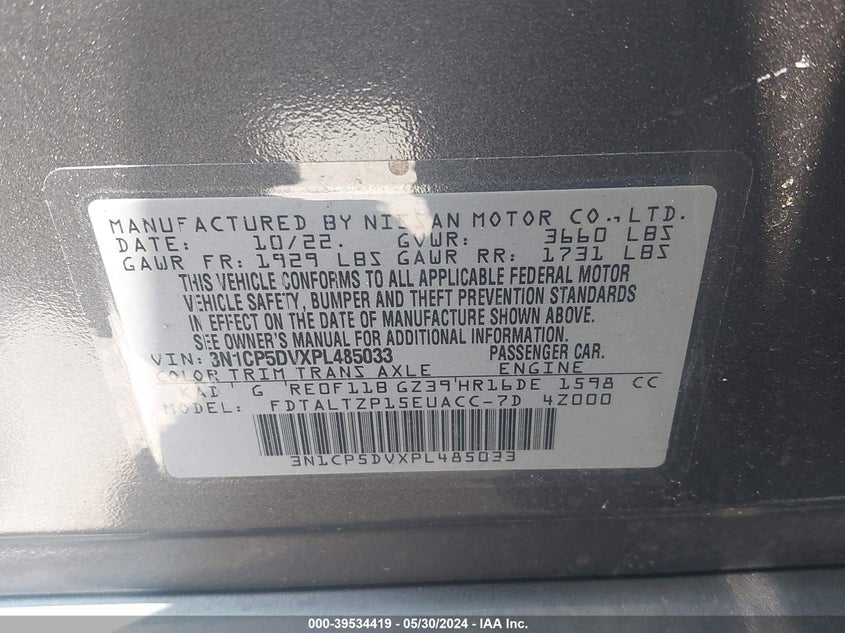 MANUFACTURED BY NISSAN MOTOR CO., LTD.
DATE: 10/22. GVWR: 3660 LBS
GAWR FR: 1929 LBS GAWR RR: 1731 LBS
THIS VEHICLE CONFORMS TO ALL APPLICABLE FEDERAL MOTOR
VEHICLE SAFETY, BUMPER AND THEFT PREVENTION STANDARDS
IN EFFECT ON THE DATE OF MANUFACTURE SHOWN ABOVE.
SEE OWNER'S MANUAL FOR ADDITIONAL INFORMATION.
VIN: 3N1CP5DVXPL485033 PASSENGER CAR.
COLOR TRIM TRANS AXLE ENGINE
KAD G RE0F11B GZ39 HR16DE 1598 CC
MODEL: FDTALTZP15EUACC-7D 4Z000
3N1CP5DVXPL485033
000-39534419 - 05/30/2024 - IAA Inc.